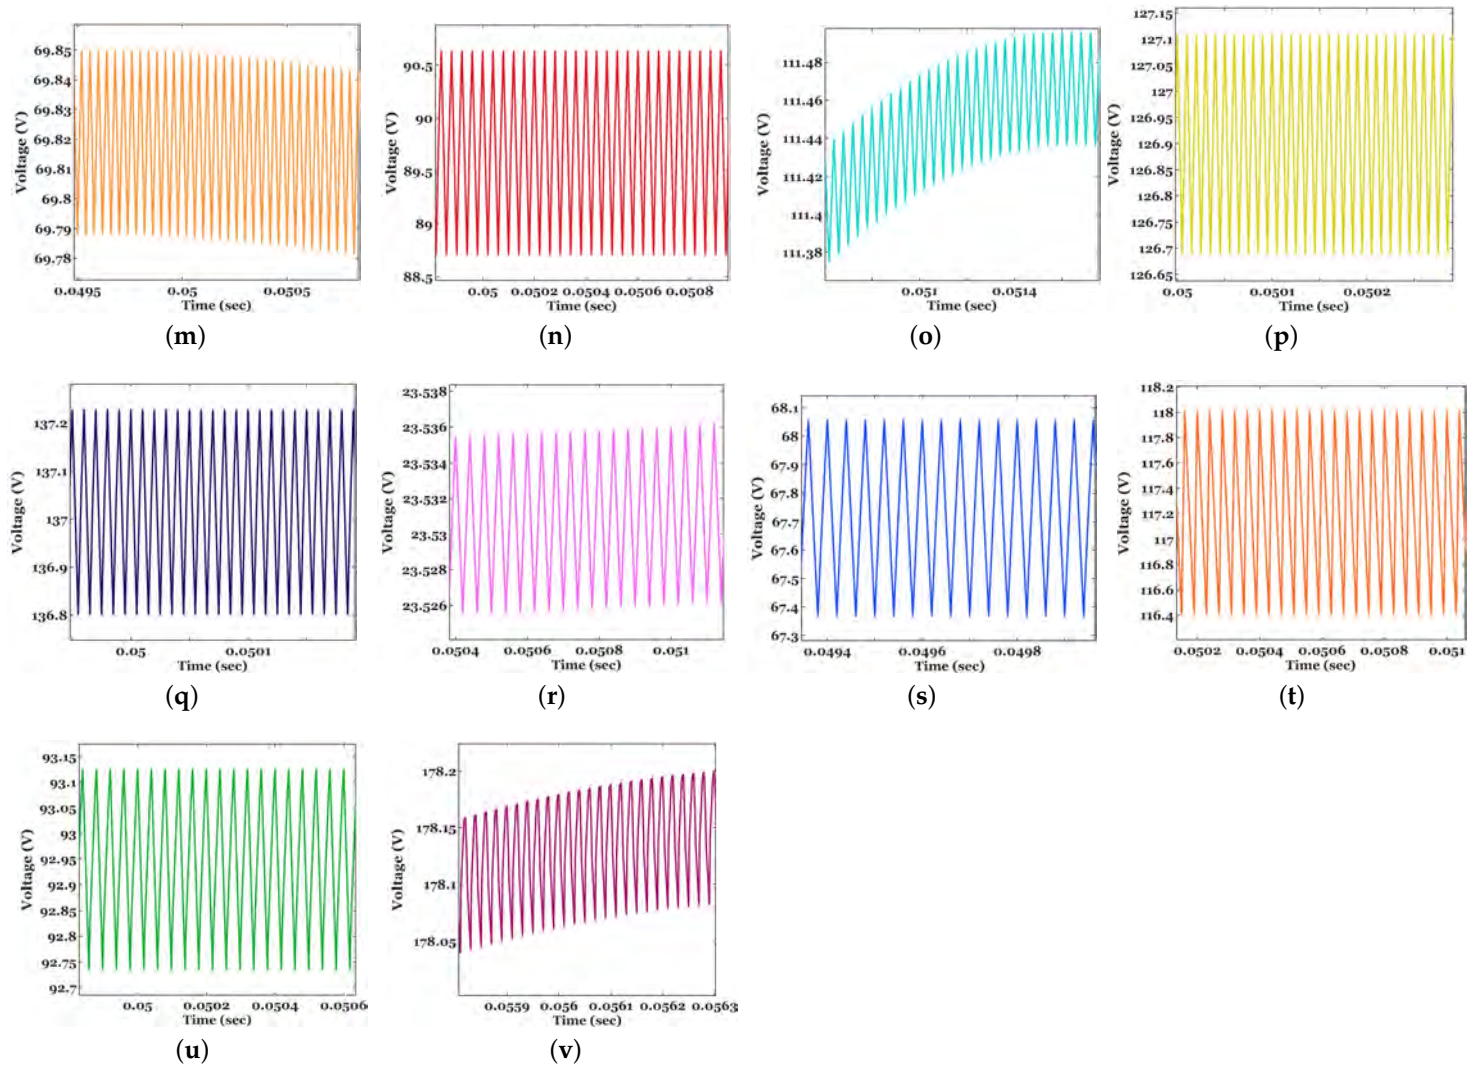 69.85
69.84
69.83
69.82
69.81
69.8
69.79
69.78
Voltage (V)
0.0495 0.05 0.0505
Time (sec)
(m)
90.5
90
89.5
89
88.5
Voltage (V)
0.05 0.0502 0.0504 0.0506 0.0508
Time (sec)
(n)
111.48
111.46
111.44
111.42
111.4
111.38
Voltage (V)
0.051 0.0514
Time (sec)
(o)
127.15
127.1
127.05
127
126.95
126.9
126.85
126.8
126.75
126.7
126.65
Voltage (V)
0.05 0.0501 0.0502
Time (sec)
(p)
137.2
137.1
137
136.9
136.8
Voltage (V)
0.05 0.0501
Time (sec)
(q)
23.538
23.536
23.534
23.532
23.53
23.528
23.526
Voltage (V)
0.0504 0.0506 0.0508 0.051
Time (sec)
(r)
68.1
68
67.9
67.8
67.7
67.6
67.5
67.4
67.3
Voltage (V)
0.0494 0.0496 0.0498
Time (sec)
(s)
118.2
118
117.8
117.6
117.4
117.2
117
116.8
116.6
116.4
Voltage (V)
0.0502 0.0504 0.0506 0.0508 0.051
Time (sec)
(t)
93.15
93.1
93.05
93
92.95
92.9
92.85
92.8
92.75
92.7
Voltage (V)
0.05 0.0502 0.0504 0.0506
Time (sec)
(u)
178.2
178.15
178.1
178.05
Voltage (V)
0.0559 0.056 0.0561 0.0562 0.0563
Time (sec)
(v)